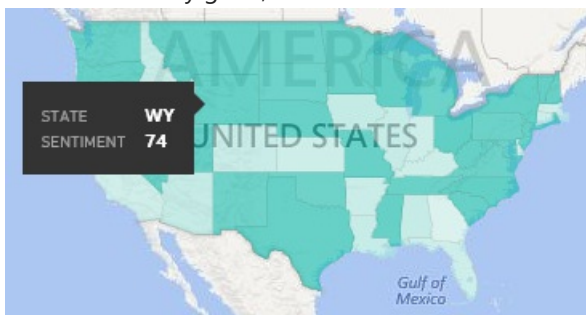 AMERICA
STATE WY
SENTIMENT 74
UNITED STATES
Gulf of
Mexico